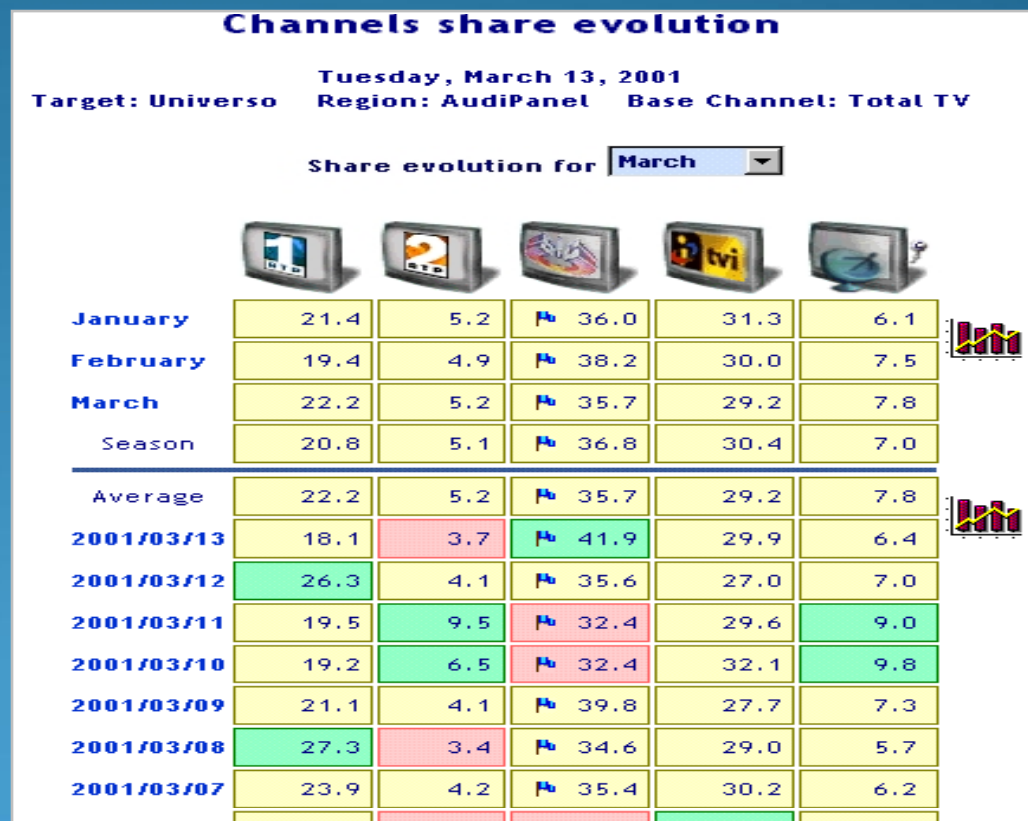 Channels share evolution
Tuesday, March 13, 2001
Target: Universo Region: AudiPanel Base Channel: Total TV
Share evolution for March
1 RTP 2 RTP tvi
January 21.4 5.2 36.0 31.3 6.1
February 19.4 4.9 38.2 30.0 7.5
March 22.2 5.2 35.7 29.2 7.8
Season 20.8 5.1 36.8 30.4 7.0
Average 22.2 5.2 35.7 29.2 7.8
2001/03/13 18.1 3.7 41.9 29.9 6.4
2001/03/12 26.3 4.1 35.6 27.0 7.0
2001/03/11 19.5 9.5 32.4 29.6 9.0
2001/03/10 19.2 6.5 32.4 32.1 9.8
2001/03/09 21.1 4.1 39.8 27.7 7.3
2001/03/08 27.3 3.4 34.6 29.0 5.7
2001/03/07 23.9 4.2 35.4 30.2 6.2